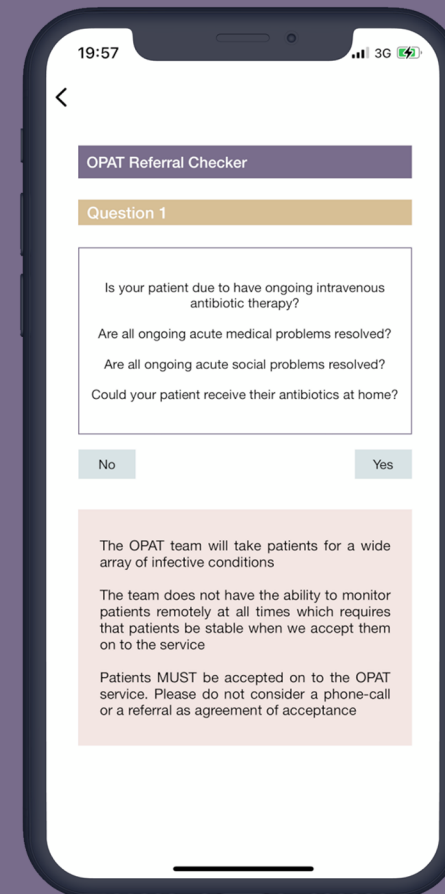 19:57
3G
OPAT Referral Checker
Question 1
Is your patient due to have ongoing intravenous
antibiotic therapy?
Are all ongoing acute medical problems resolved?
Are all ongoing acute social problems resolved?
Could your patient receive their antibiotics at home?
No
Yes
The OPAT team will take patients for a wide
array of infective conditions
The team does not have the ability to monitor
patients remotely at all times which requires
that patients be stable when we accept them
on to the service
Patients MUST be accepted on to the OPAT
service. Please do not consider a phone-call
or a referral as agreement of acceptance